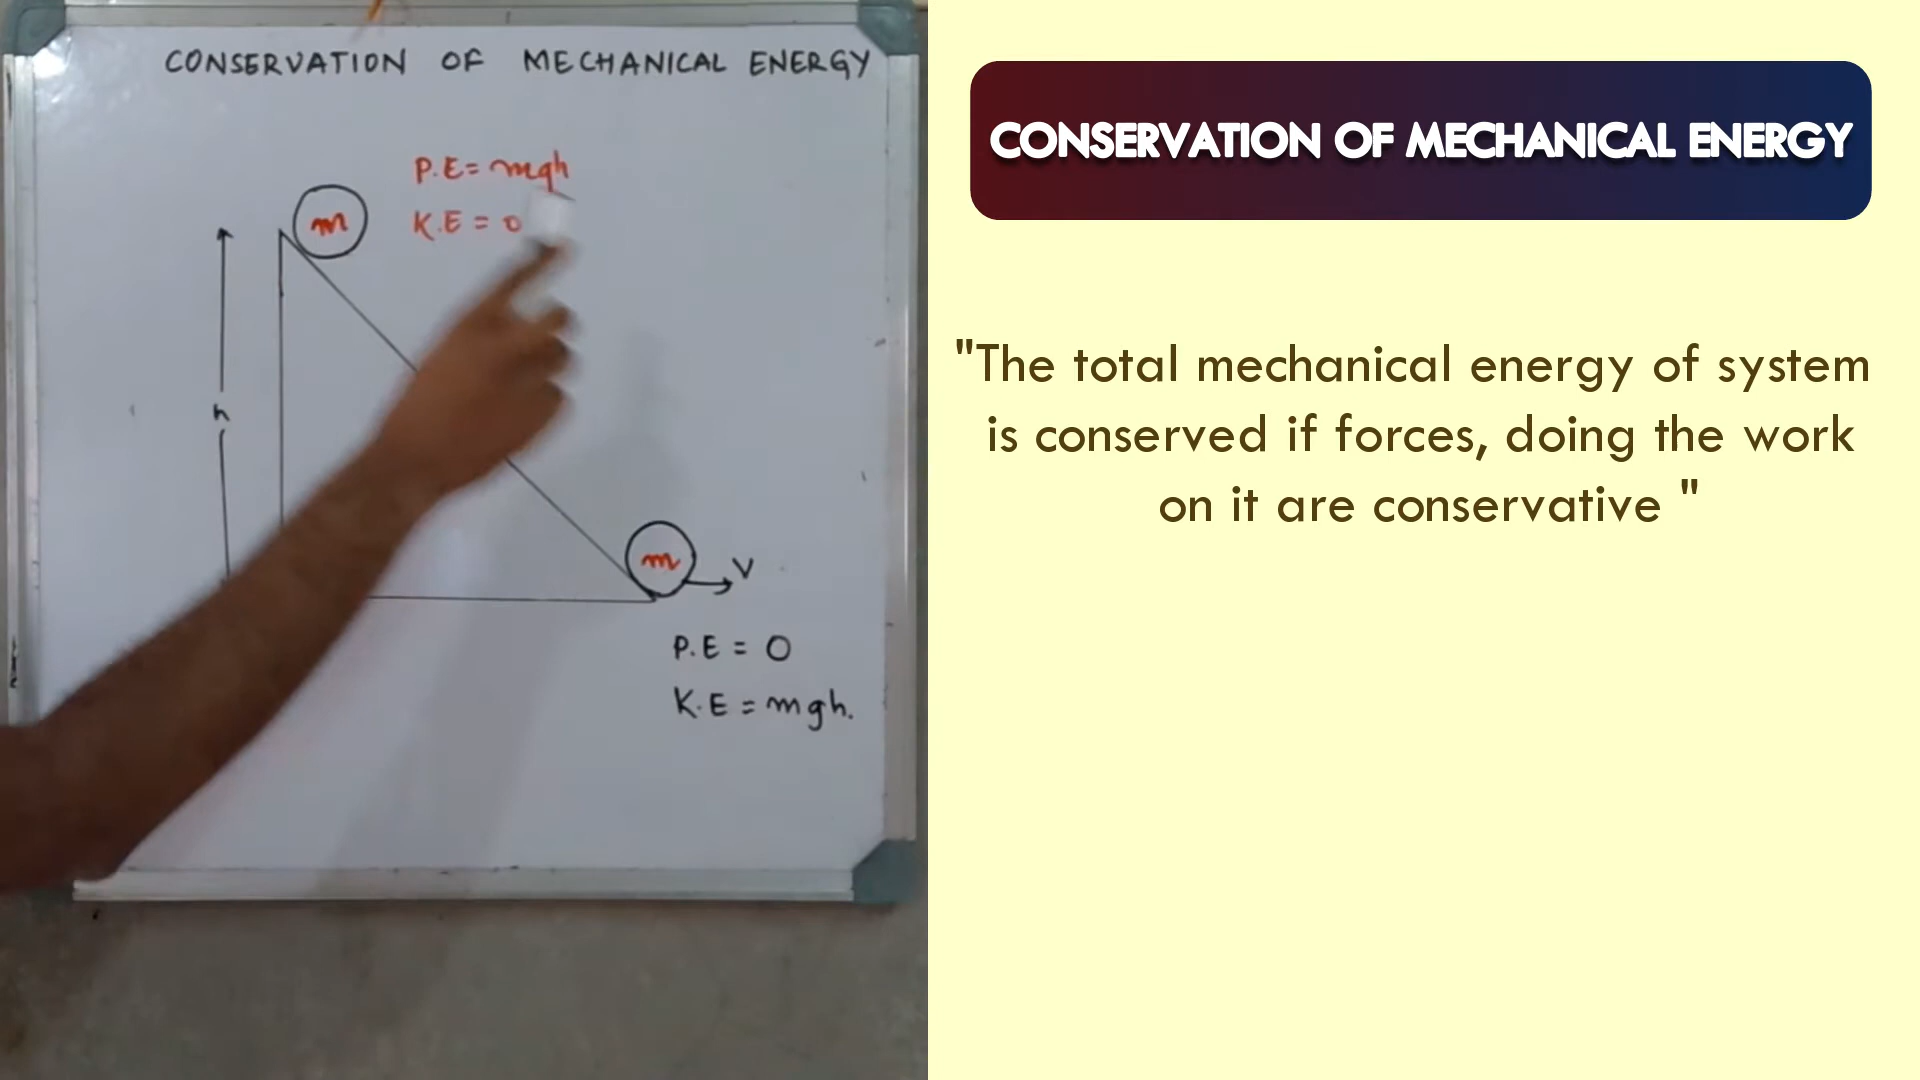 CONSERVATION OF MECHANICAL ENERGY
P.E = mgh
K.E = 0
m
h
m
V
P.E = 0
K.E = mgh.
CONSERVATION OF MECHANICAL ENERGY
"The total mechanical energy of system
is conserved if forces, doing the work
on it are conservative "